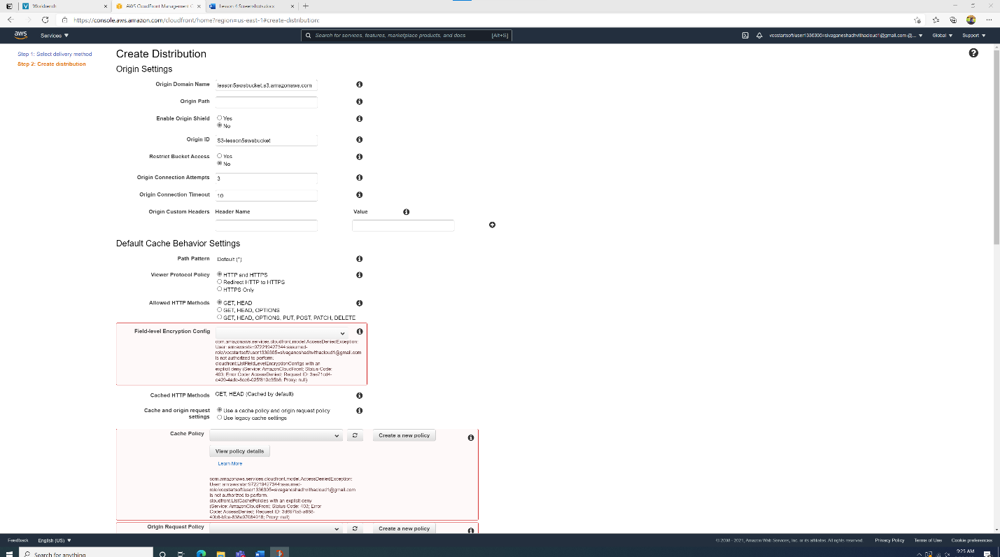 Workbench
AWS CloudFront Management C
Lesson 4 Screenshots.docx
https://console.aws.amazon.com/cloudfront/home?region=us-east-1#create-distribution:
aws
Services
Search for services, features, marketplace products, and docs
[Alt+S]
vocstartsoft/user1336305=sivaganeshadhvithacloud1@gmail.com @...
Global
Support
Step 1: Select delivery method
Step 2: Create distribution
Create Distribution
Origin Settings
Origin Domain Name
lesson5awsbucket.s3.amazonaws.com
Origin Path
Enable Origin Shield
Yes
No
Origin ID
S3-lesson5awsbucket
Restrict Bucket Access
Yes
No
Origin Connection Attempts
3
Origin Connection Timeout
10
Origin Custom Headers
Header Name
Value
Default Cache Behavior Settings
Path Pattern
Default (*)
Viewer Protocol Policy
HTTP and HTTPS
Redirect HTTP to HTTPS
HTTPS Only
Allowed HTTP Methods
GET, HEAD
GET, HEAD, OPTIONS
GET, HEAD, OPTIONS, PUT, POST, PATCH, DELETE
Field-level Encryption Config
com.amazonaws.services.cloudfront.model.AccessDeniedException:
User: arn:aws:sts::972219427344:assumed-
role/vocstartsoft/user1336305=sivaganeshadhvithacloud1@gmail.com
is not authorized to perform:
cloudfront:ListFieldLevelEncryptionConfigs with an
explicit deny (Service: AmazonCloudFront; Status Code:
403; Error Code: AccessDenied; Request ID:
Proxy: null)
Cached HTTP Methods
GET, HEAD (Cached by default)
Cache and origin request
settings
Use a cache policy and origin request policy
Use legacy cache settings
Cache Policy
Create a new policy
View policy details
Learn More
com.amazonaws.services.cloudfront.model.AccessDeniedException:
User: arn:aws:sts::972219427344:assumed-
role/vocstartsoft/user1336305=sivaganeshadhvithacloud1@gmail.com
is not authorized to perform:
cloudfront:ListCachePolicies with an explicit deny
(Service: AmazonCloudFront; Status Code: 403; Error
Code: AccessDenied; Request ID:
Proxy: null)
Origin Request Policy
Create a new policy
Feedback
English (US)
© 2008 - 2021, Amazon Web Services, Inc. or its affiliates. All rights reserved.
Privacy Policy
Terms of Use
Cookie preferences
Search for anything
9:25 AM